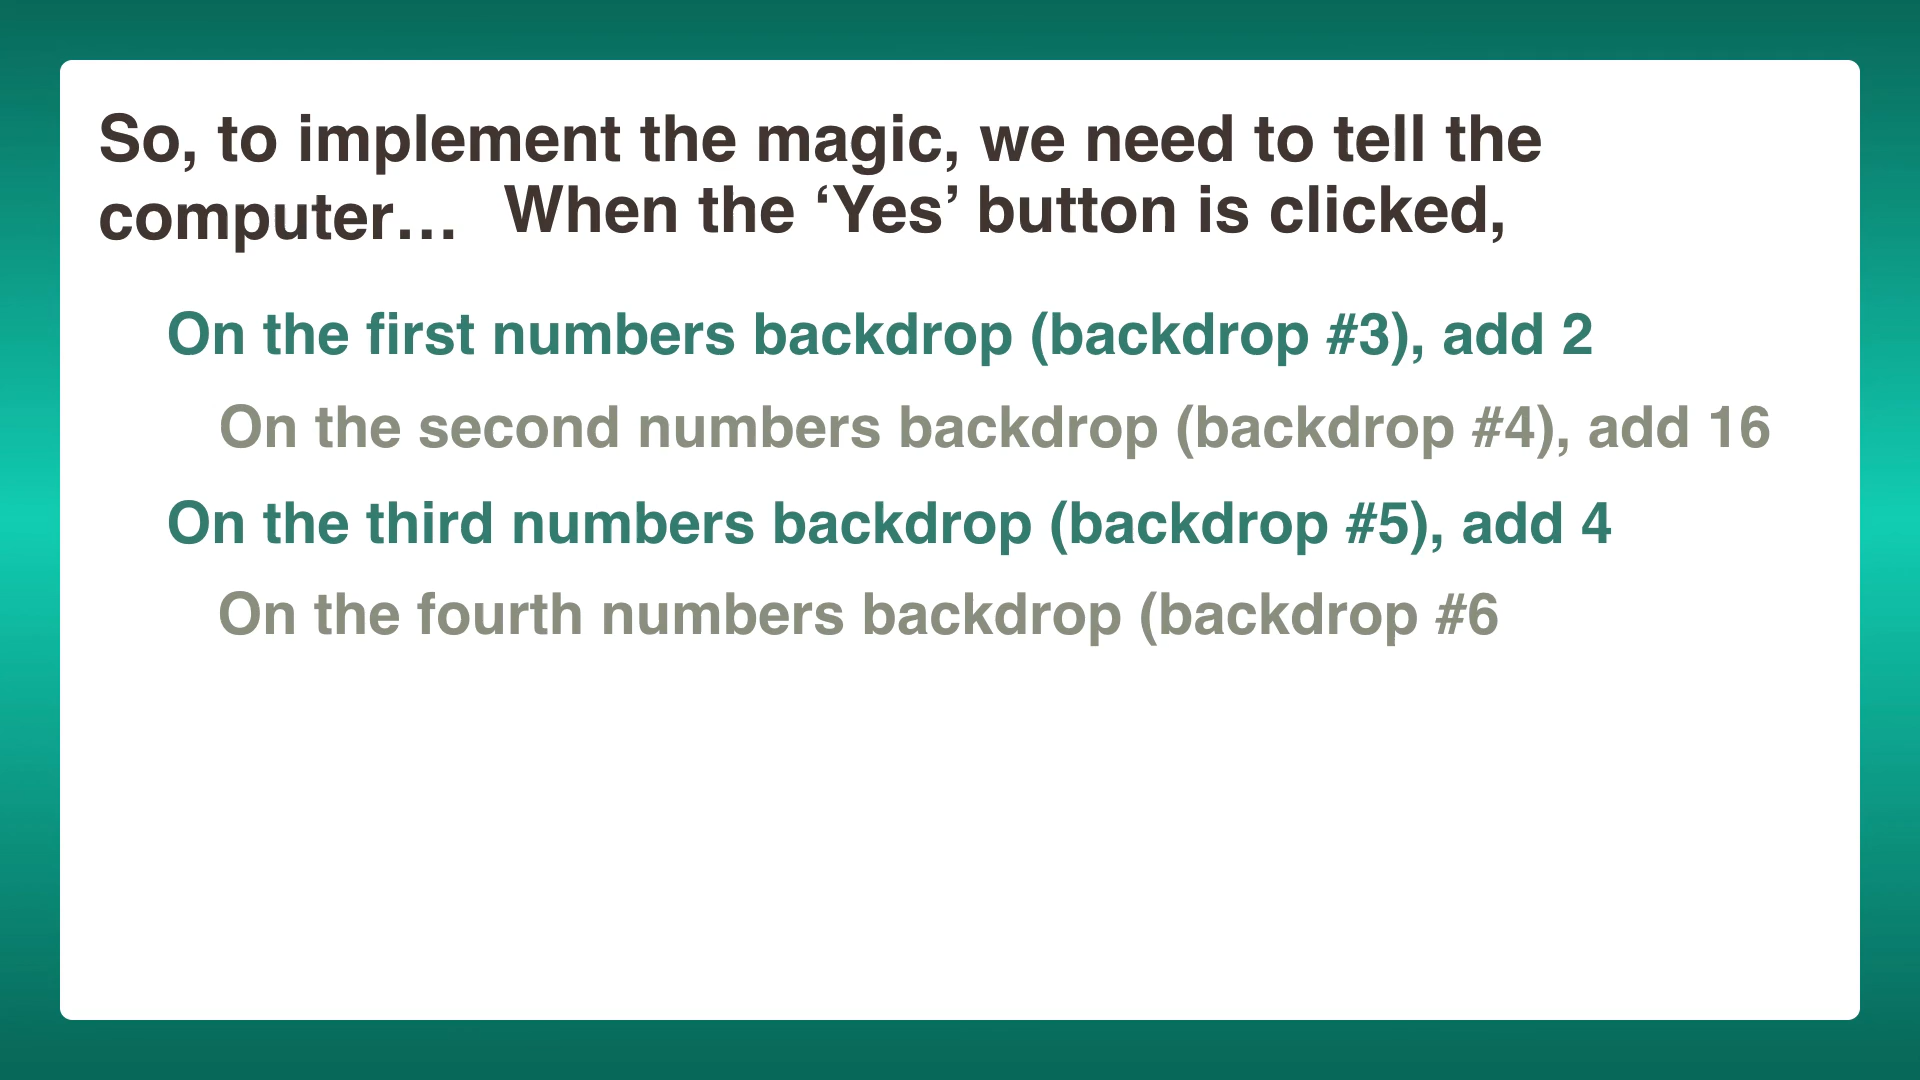 So, to implement the magic, we need to tell the
computer… When the ‘Yes’ button is clicked,
On the first numbers backdrop (backdrop #3), add 2
On the second numbers backdrop (backdrop #4), add 16
On the third numbers backdrop (backdrop #5), add 4
On the fourth numbers backdrop (backdrop #6